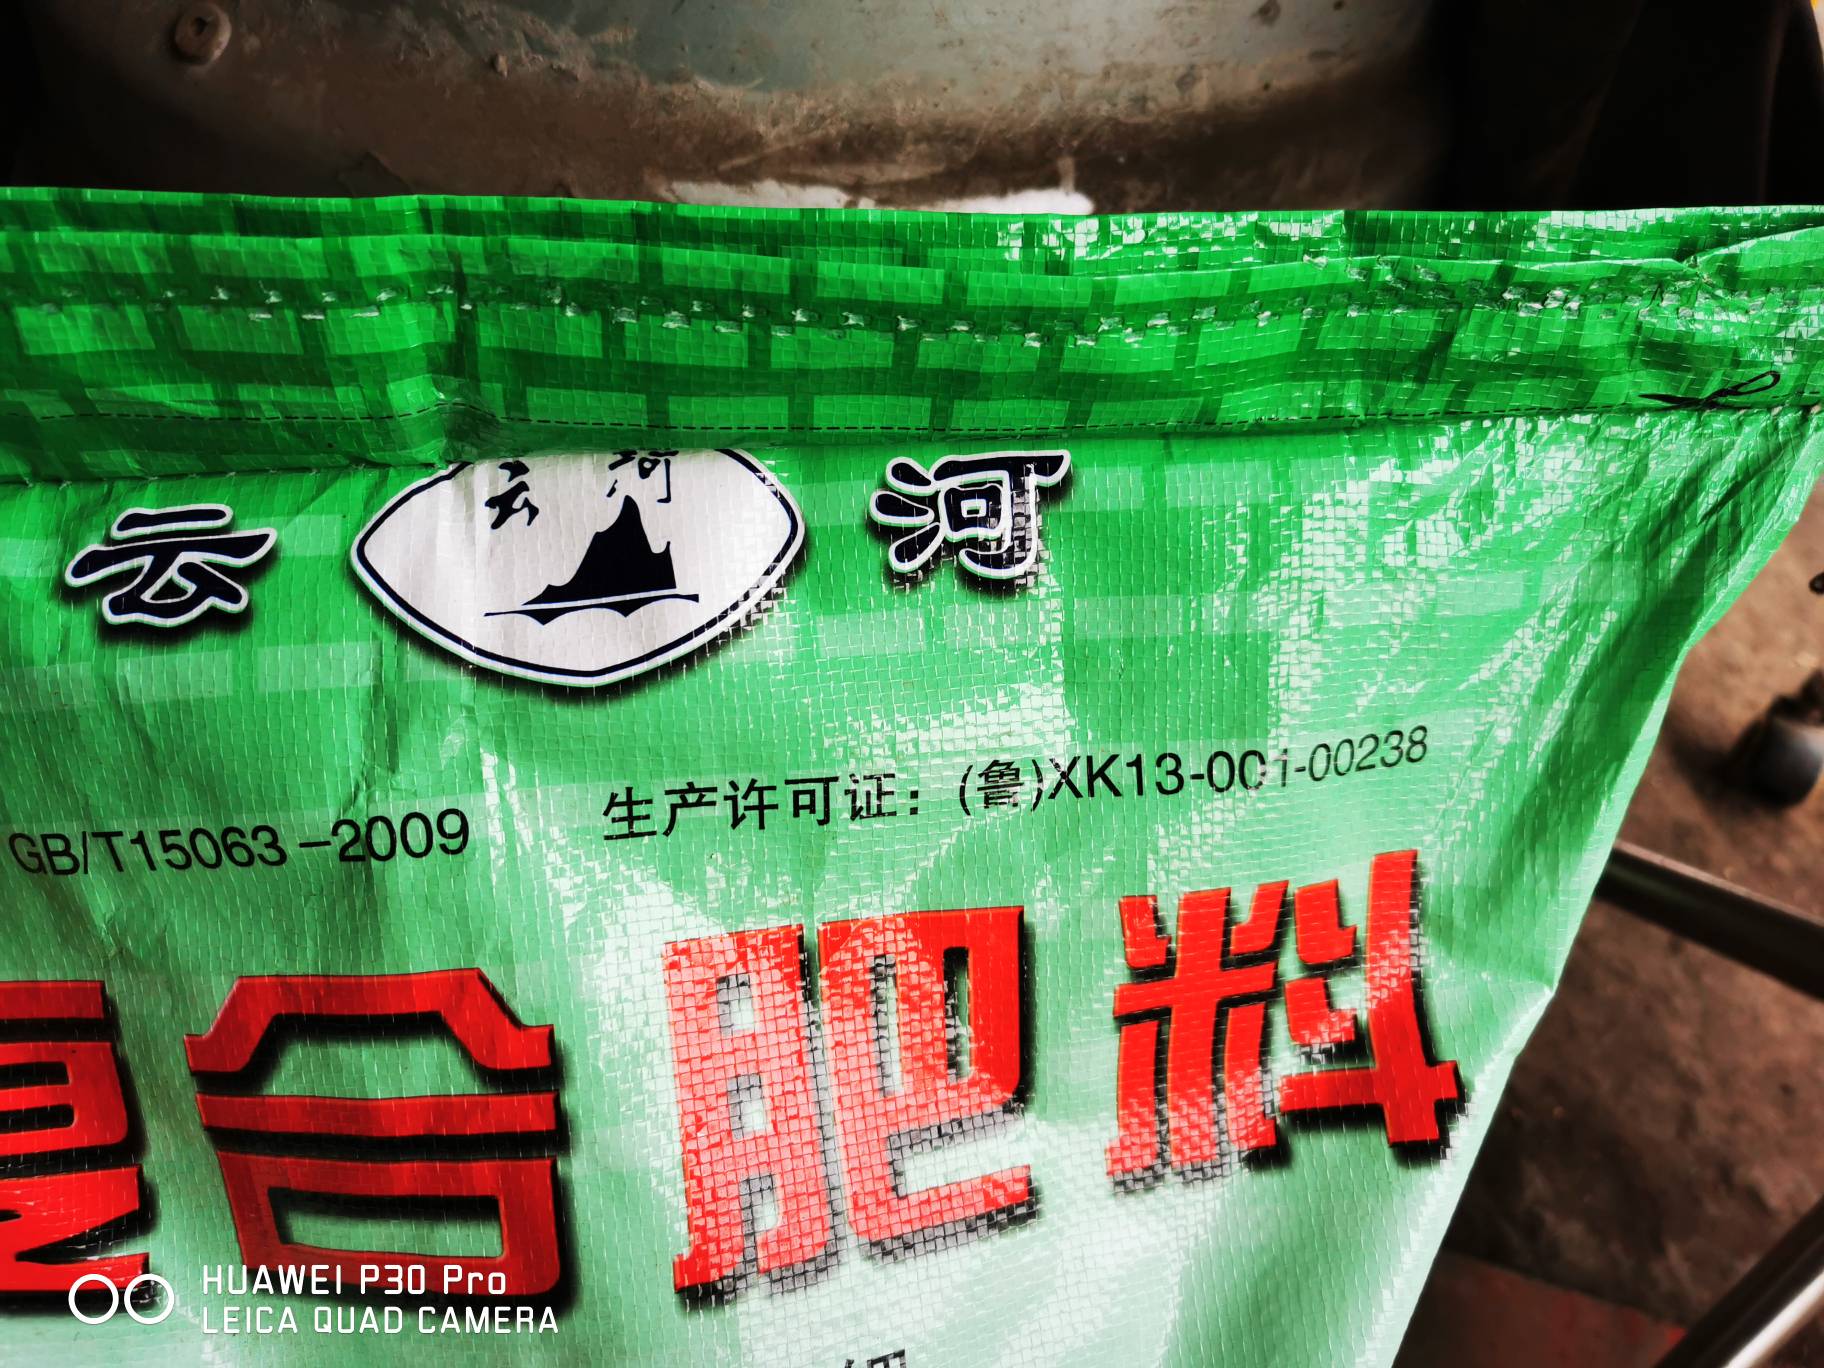 云 云河 河
GB/T15063-2009 生产许可证：(鲁)XK13-001-00238
复合肥料
HUAWEI P30 Pro
LEICA QUAD CAMERA